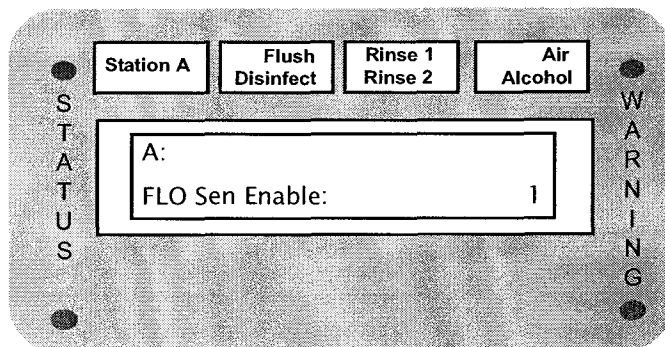 Station A
Flush
Disinfect
Rinse 1
Rinse 2
Air
Alcohol
STATUS
A:
FLO Sen Enable: 1
WARNING